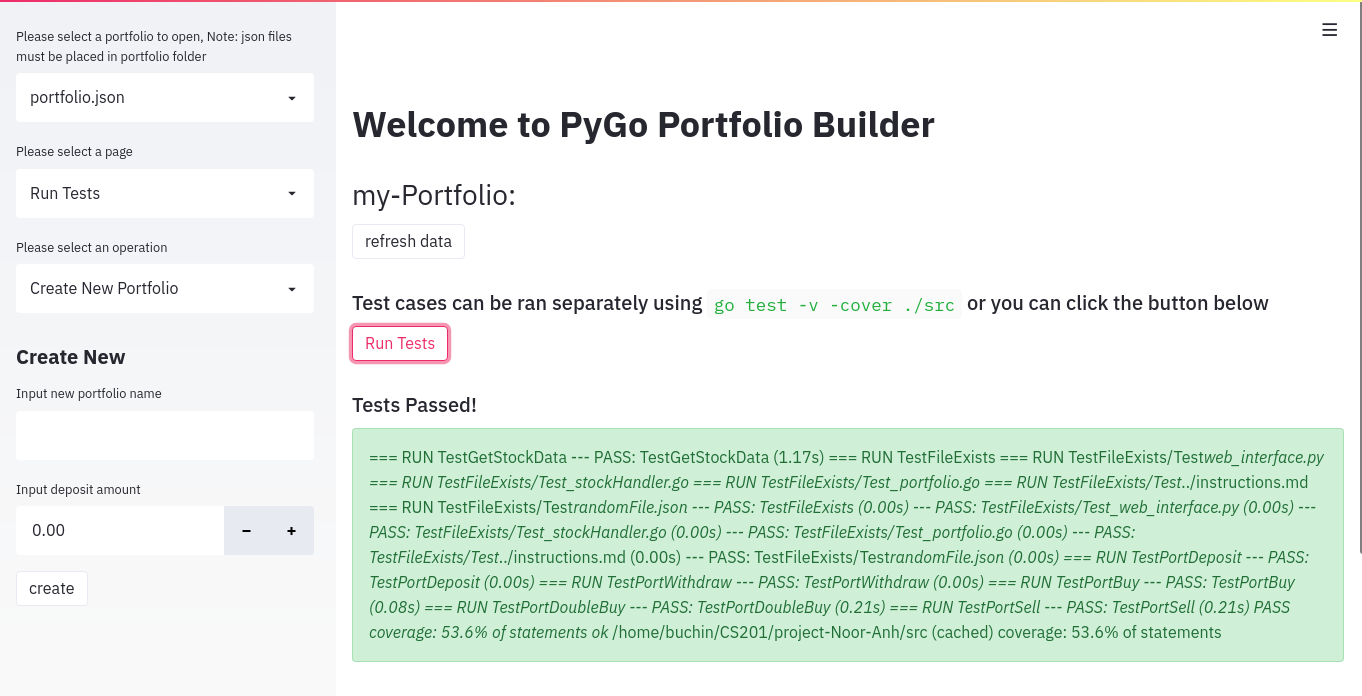 Please select a portfolio to open, Note: json files
must be placed in portfolio folder
portfolio.json
Please select a page
Run Tests
Please select an operation
Create New Portfolio
Create New
Input new portfolio name
Input deposit amount
0.00
−
+
create
Welcome to PyGo Portfolio Builder
my-Portfolio:
refresh data
Test cases can be ran separately using go test -v -cover ./src or you can click the button below
Run Tests
Tests Passed!
=== RUN TestGetStockData --- PASS: TestGetStockData (1.17s) === RUN TestFileExists === RUN TestFileExists/Testweb_interface.py
=== RUN TestFileExists/Test_stockHandler.go === RUN TestFileExists/Test_portfolio.go === RUN TestFileExists/Test../instructions.md
=== RUN TestFileExists/TestrandomFile.json --- PASS: TestFileExists (0.00s) --- PASS: TestFileExists/Test_web_interface.py (0.00s) ---
PASS: TestFileExists/Test_stockHandler.go (0.00s) --- PASS: TestFileExists/Test_portfolio.go (0.00s) --- PASS:
TestFileExists/Test../instructions.md (0.00s) --- PASS: TestFileExists/TestrandomFile.json (0.00s) === RUN TestPortDeposit --- PASS:
TestPortDeposit (0.00s) === RUN TestPortWithdraw --- PASS: TestPortWithdraw (0.00s) === RUN TestPortBuy --- PASS: TestPortBuy
(0.08s) === RUN TestPortDoubleBuy --- PASS: TestPortDoubleBuy (0.21s) === RUN TestPortSell --- PASS: TestPortSell (0.21s) PASS
coverage: 53.6% of statements ok /home/buchin/CS201/project-Noor-Anh/src (cached) coverage: 53.6% of statements